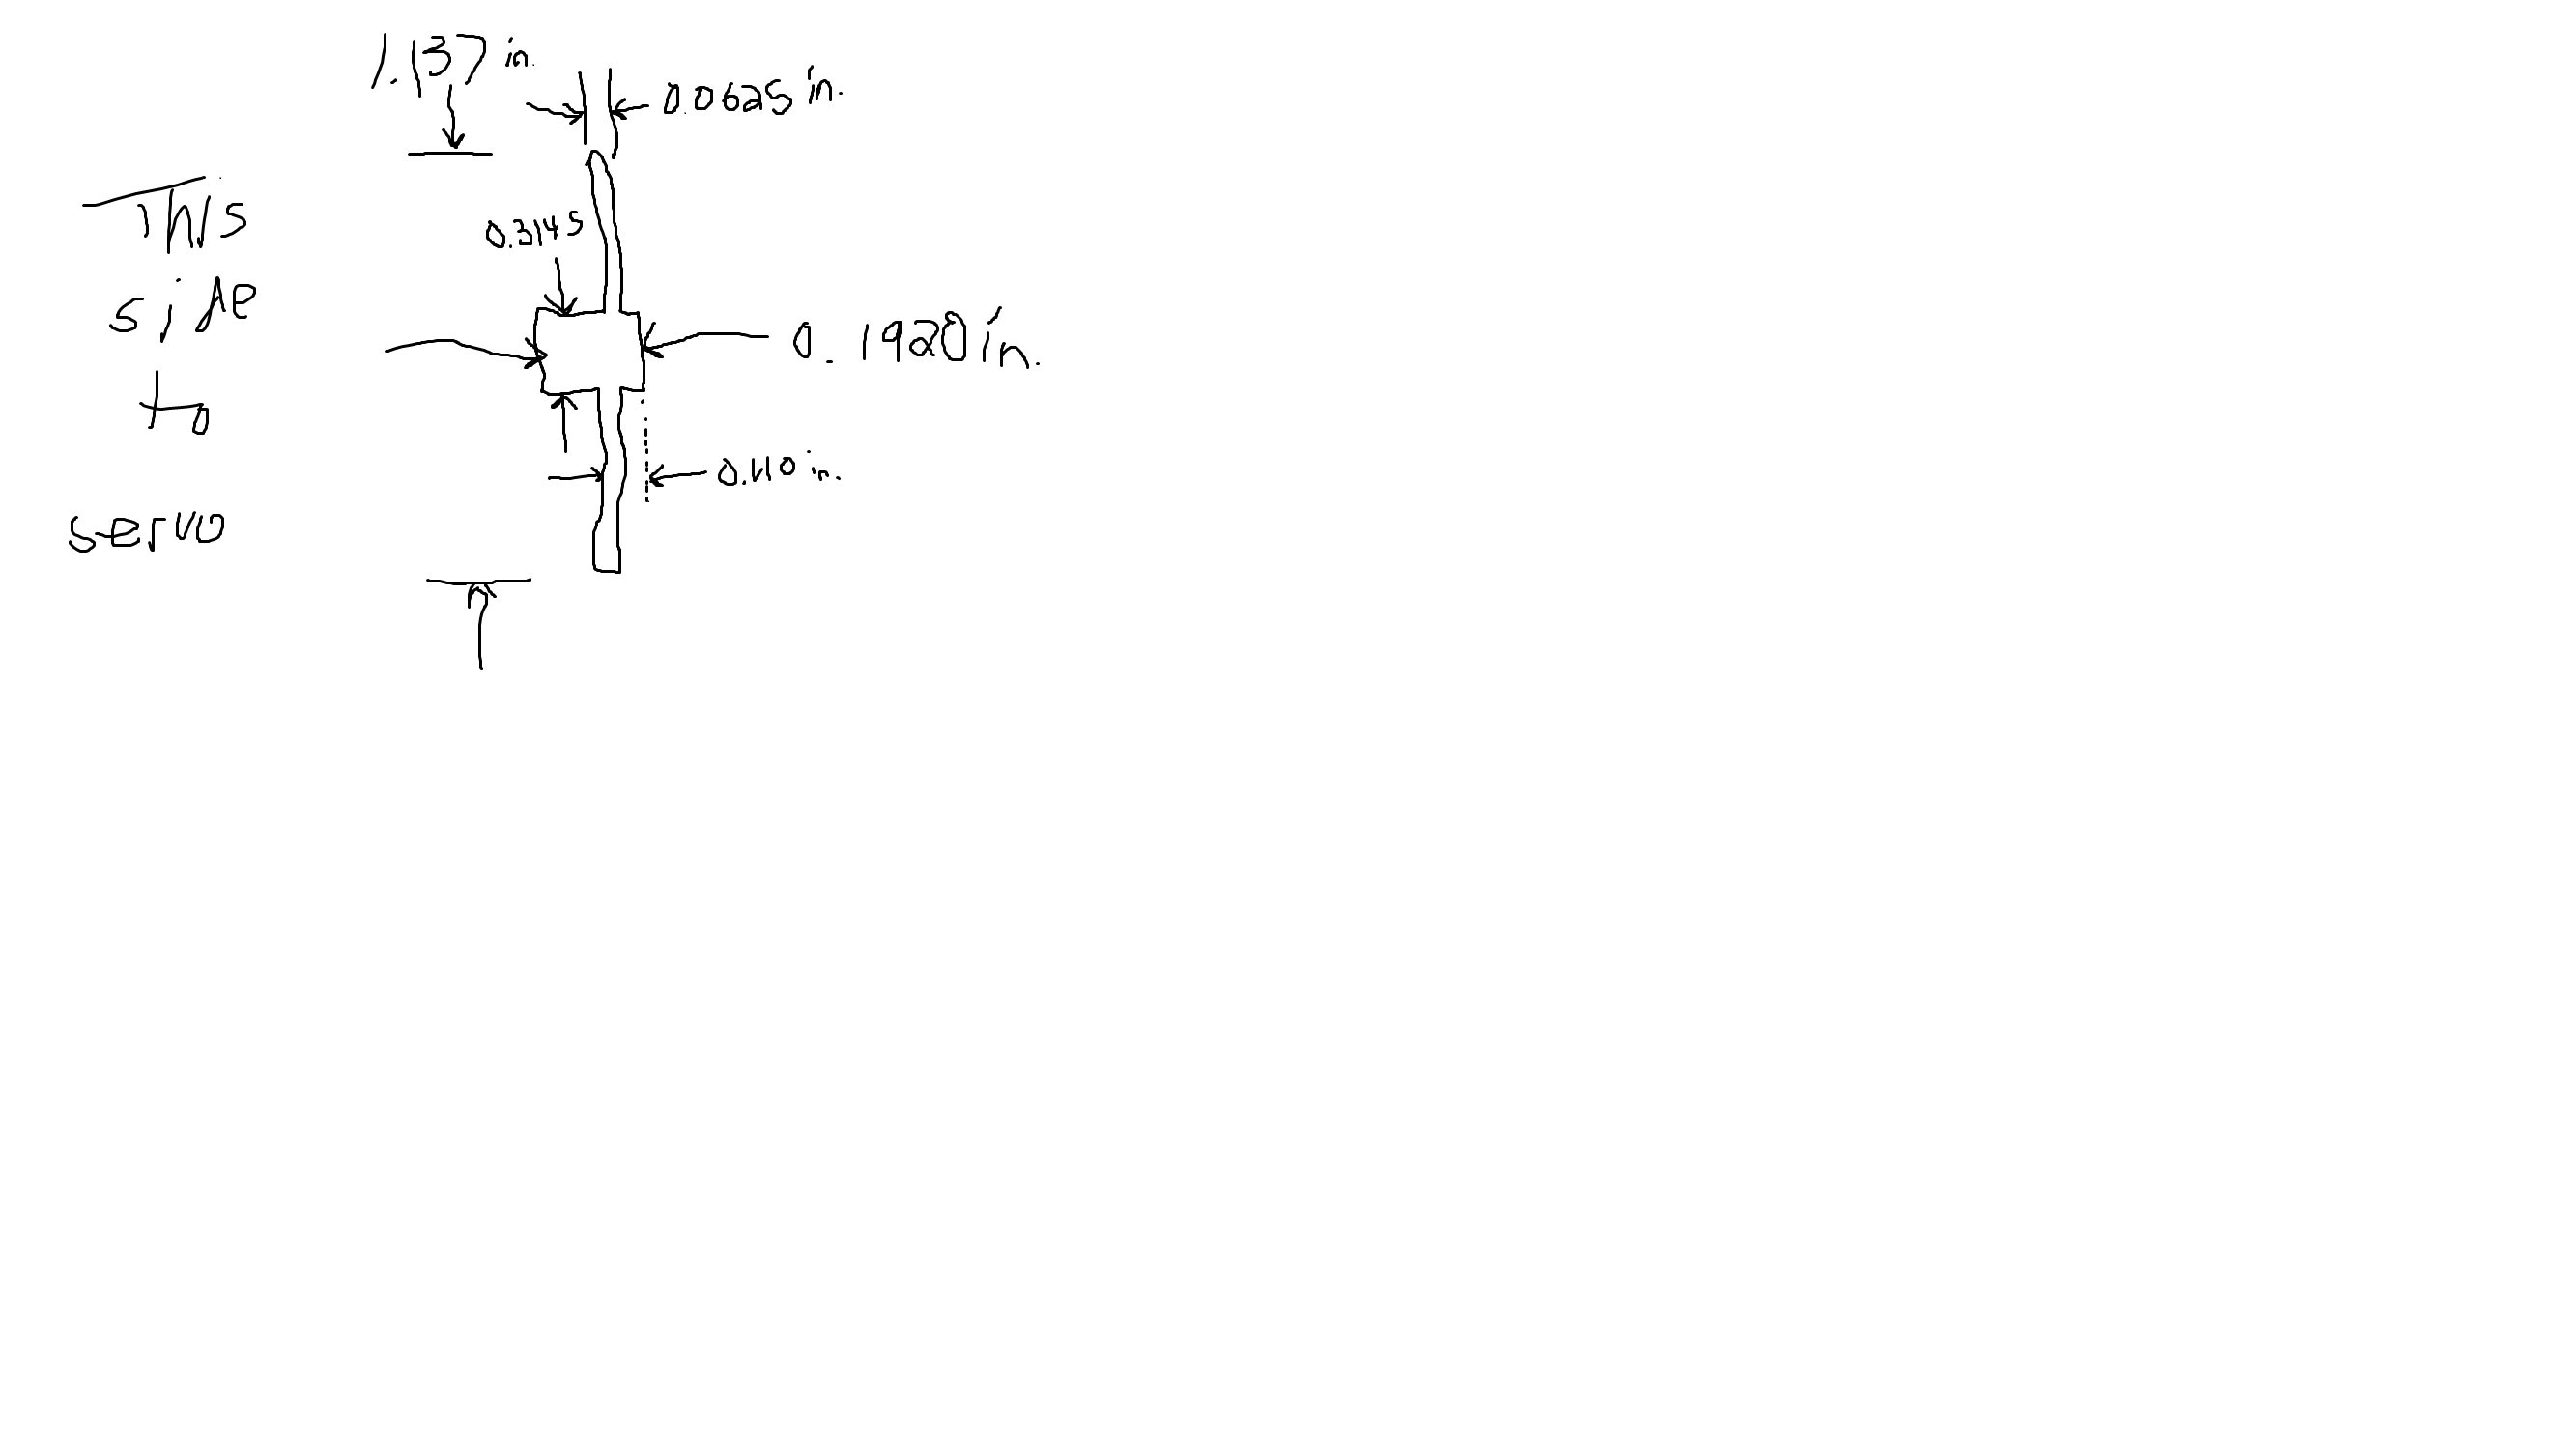 1.137 in.
0.0625 in.
This
0.3145
side
0.1920 in.
to
0.110 in.
servo